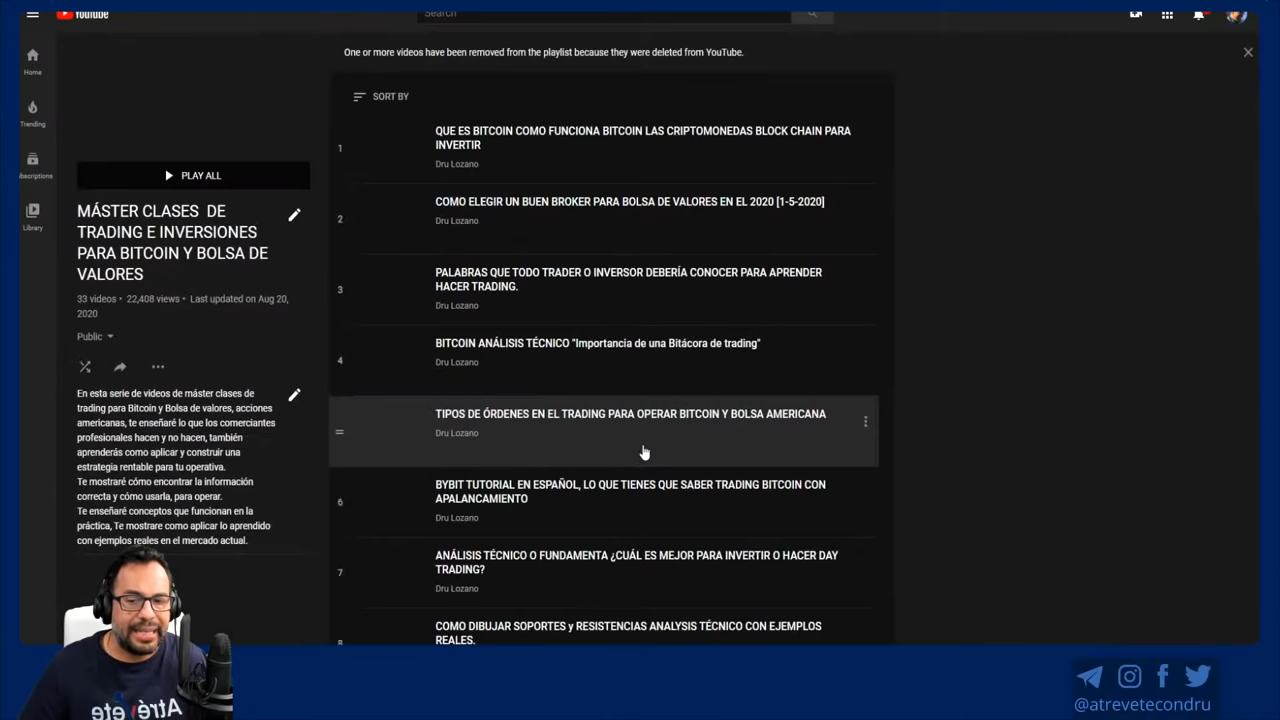 YouTube
Search
Home
Trending
bscriptions
Library
One or more videos have been removed from the playlist because they were deleted from YouTube.
SORT BY
PLAY ALL
MÁSTER CLASES DE
TRADING E INVERSIONES
PARA BITCOIN Y BOLSA DE
VALORES
33 videos • 22,408 views • Last updated on Aug 20,
2020
Public
En esta serie de videos de máster clases de
trading para Bitcoin y Bolsa de valores, acciones
americanas, te enseñaré lo que los comerciantes
profesionales hacen y no hacen, también
aprenderás como aplicar y construir una
estrategia rentable para tu operativa.
Te mostraré cómo encontrar la información
correcta y cómo usarla, para operar.
Te enseñaré conceptos que funcionan en la
práctica, Te mostrare como aplicar lo aprendido
con ejemplos reales en el mercado actual.
1
QUE ES BITCOIN COMO FUNCIONA BITCOIN LAS CRIPTOMONEDAS BLOCK CHAIN PARA
INVERTIR
Dru Lozano
2
COMO ELEGIR UN BUEN BROKER PARA BOLSA DE VALORES EN EL 2020 [1-5-2020]
Dru Lozano
3
PALABRAS QUE TODO TRADER O INVERSOR DEBERÍA CONOCER PARA APRENDER
HACER TRADING.
Dru Lozano
4
BITCOIN ANÁLISIS TÉCNICO "Importancia de una Bitácora de trading"
Dru Lozano
TIPOS DE ÓRDENES EN EL TRADING PARA OPERAR BITCOIN Y BOLSA AMERICANA
Dru Lozano
6
BYBIT TUTORIAL EN ESPAÑOL, LO QUE TIENES QUE SABER TRADING BITCOIN CON
APALANCAMIENTO
Dru Lozano
7
ANÁLISIS TÉCNICO O FUNDAMENTA ¿CUÁL ES MEJOR PARA INVERTIR O HACER DAY
TRADING?
Dru Lozano
8
COMO DIBUJAR SOPORTES y RESISTENCIAS ANALYSIS TÉCNICO CON EJEMPLOS
REALES.
Atrévete
@atrevetecondru